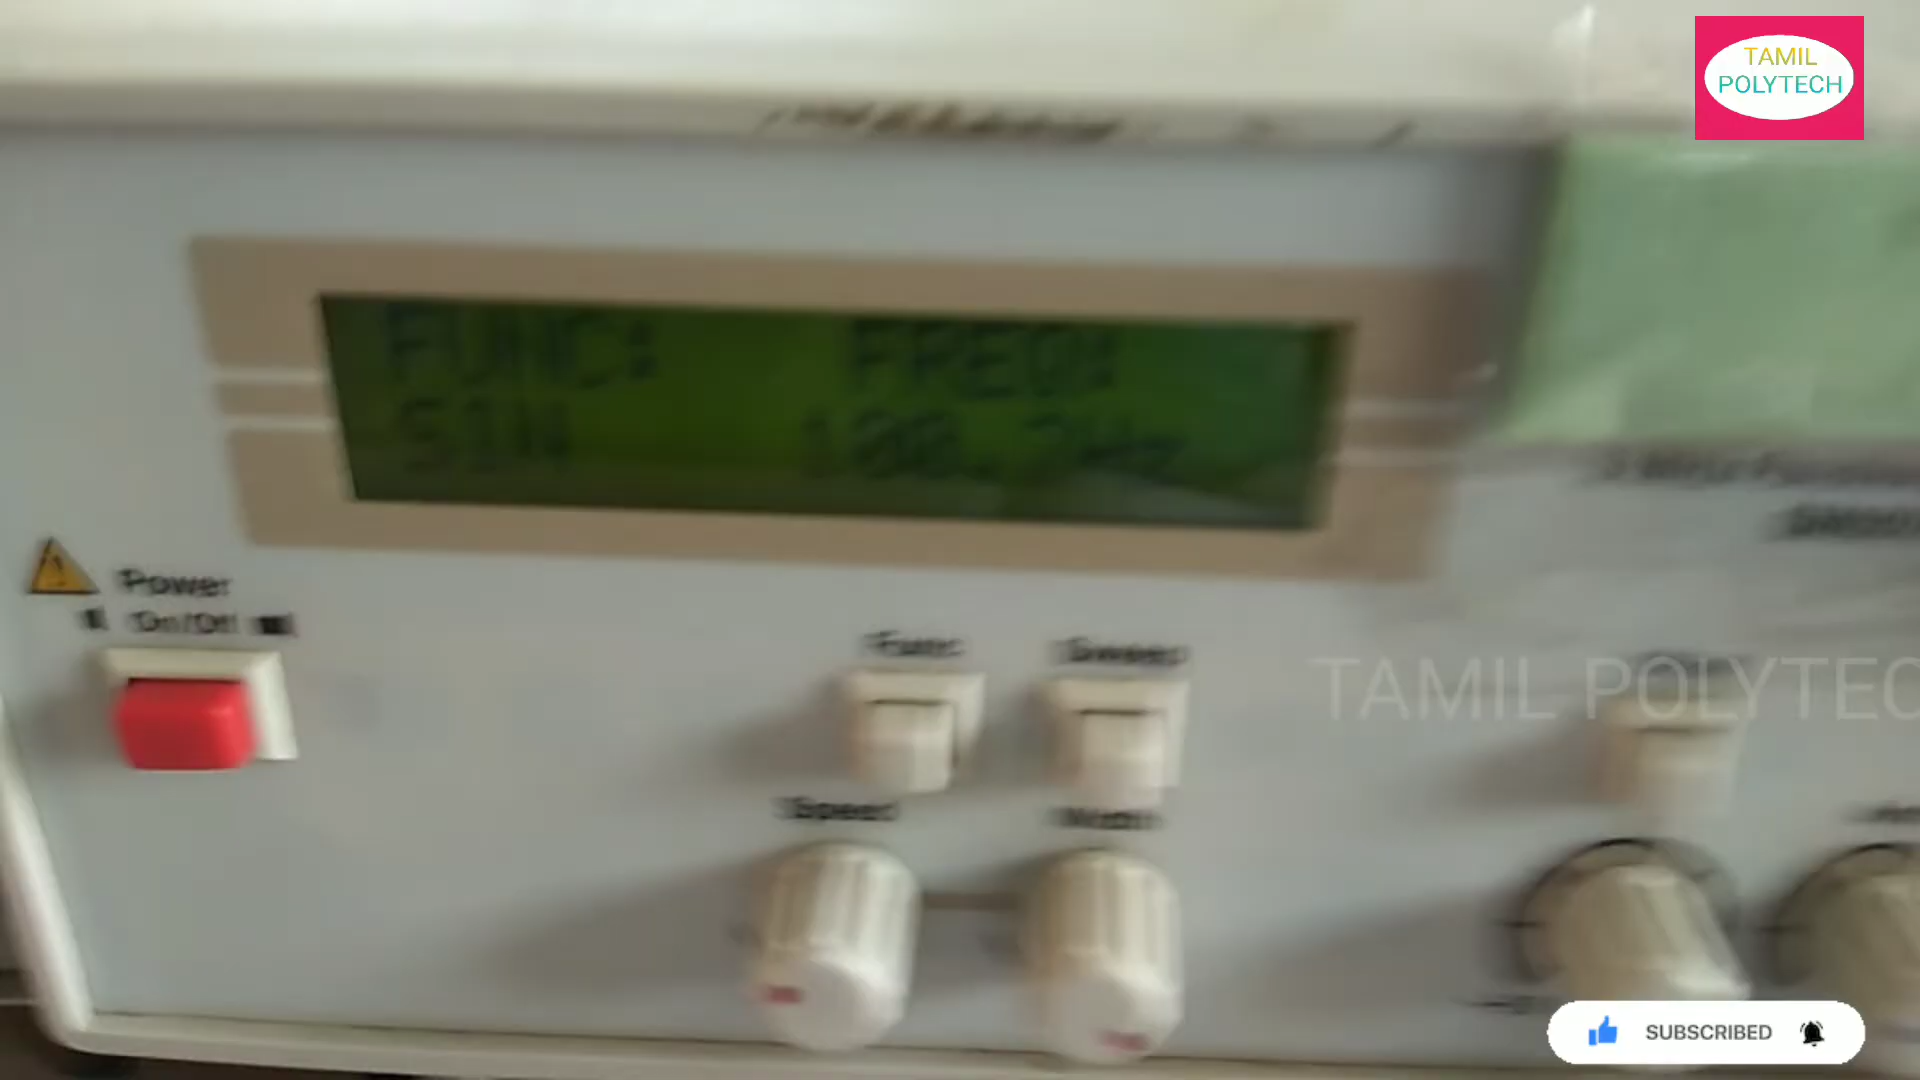 TAMIL
POLYTECH
FUNC: FREQ:
SIN
Power
On/Off
Func Sweep
TAMIL POLYTEC
Speed Width
SUBSCRIBED